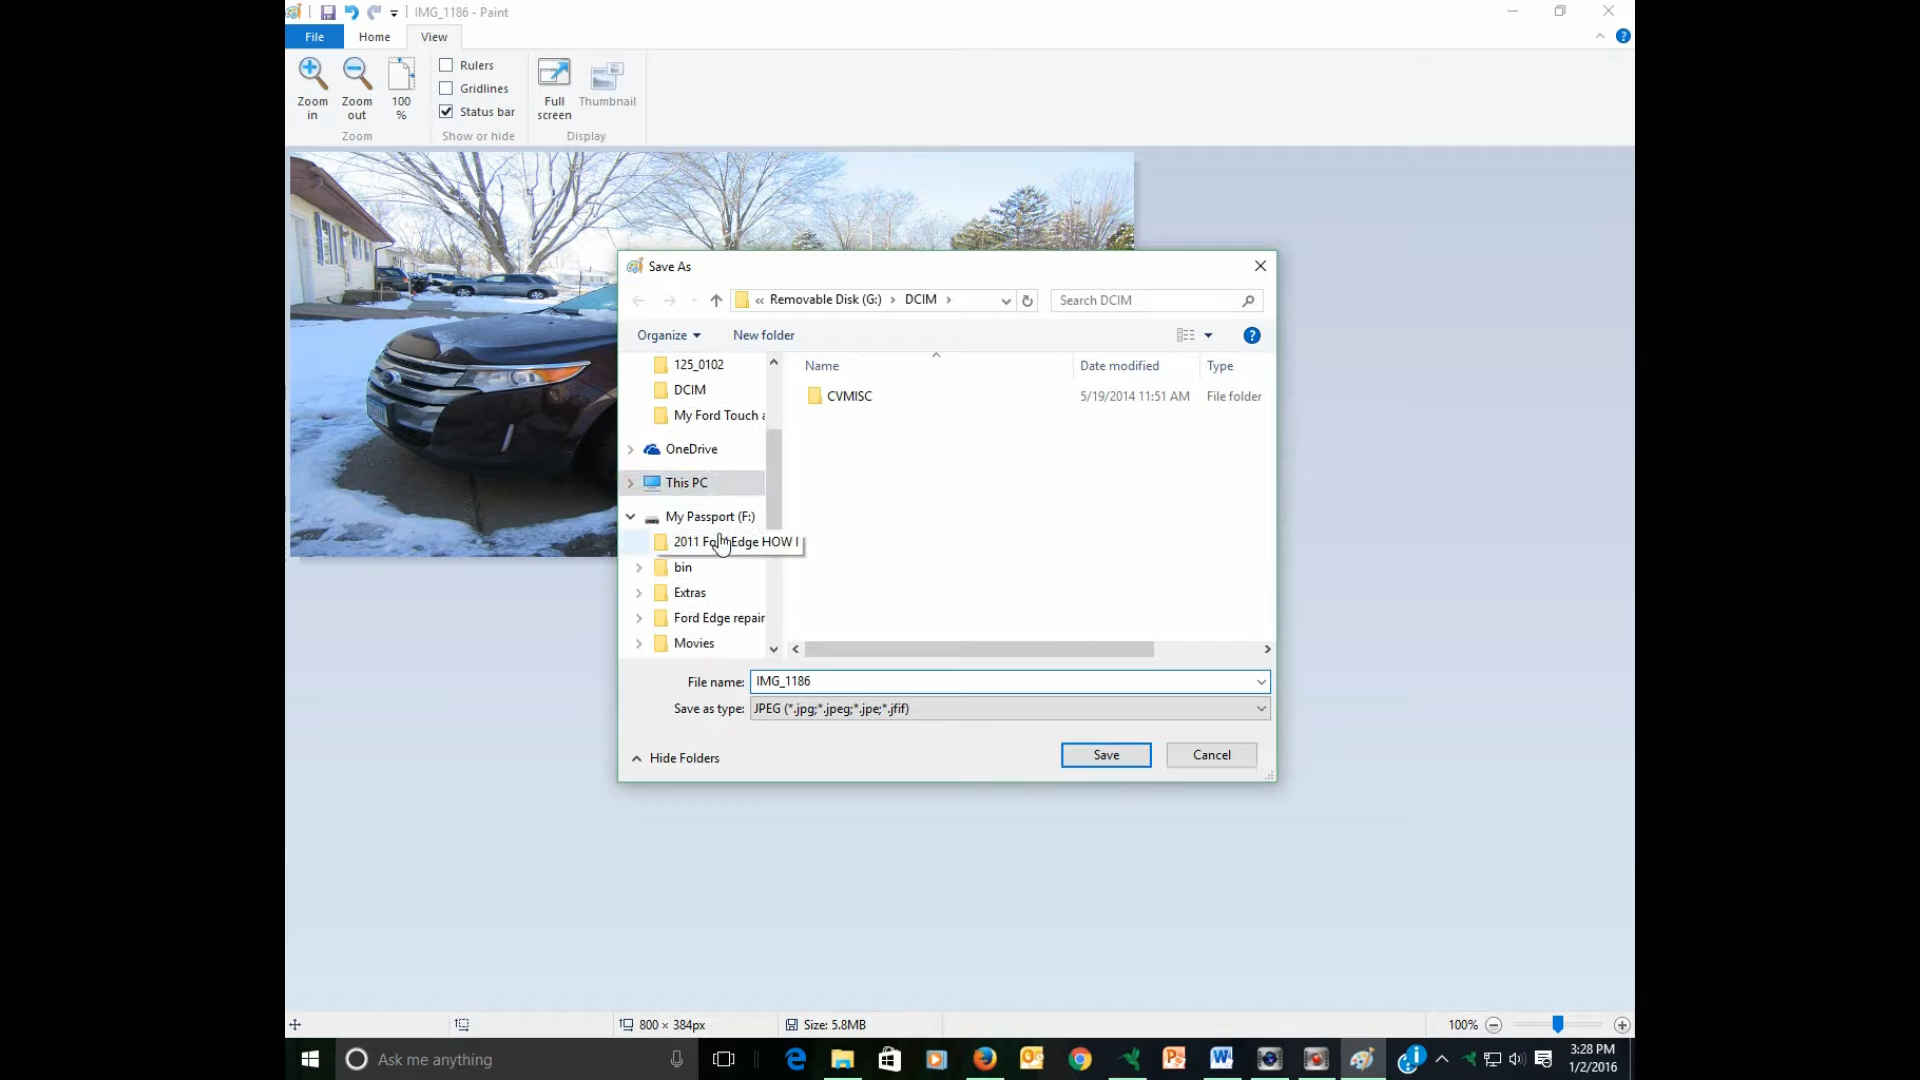 IMG_1186 - Paint
File Home View
Zoom in
Zoom out
100 %
Rulers
Gridlines
Status bar
Full screen
Thumbnail
Zoom
Show or hide
Display
Save As
« Removable Disk (G:) > DCIM >
Search DCIM
Organize
New folder
Name Date modified Type
125_0102
DCIM
My Ford Touch a
OneDrive
This PC
My Passport (F:)
2011 Ford Edge HOW
bin
Extras
Ford Edge repair
Movies
CVMISC 5/19/2014 11:51 AM File folder
File name: IMG_1186
Save as type: JPEG (*.jpg;*.jpeg;*.jpe;*.jfif)
Hide Folders
Save
Cancel
800 × 384px
Size: 5.8MB
100%
Ask me anything
3:28 PM
1/2/2016